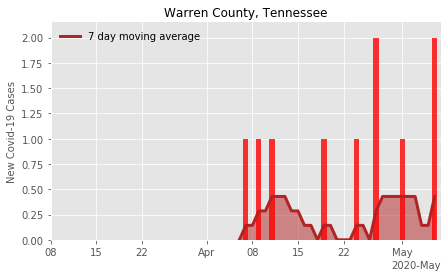 Warren County, Tennessee
7 day moving average
New Covid-19 Cases
2.00
1.75
1.50
1.25
1.00
0.75
0.50
0.25
0.00
08 15 22 Apr 08 15 22 May
2020-May